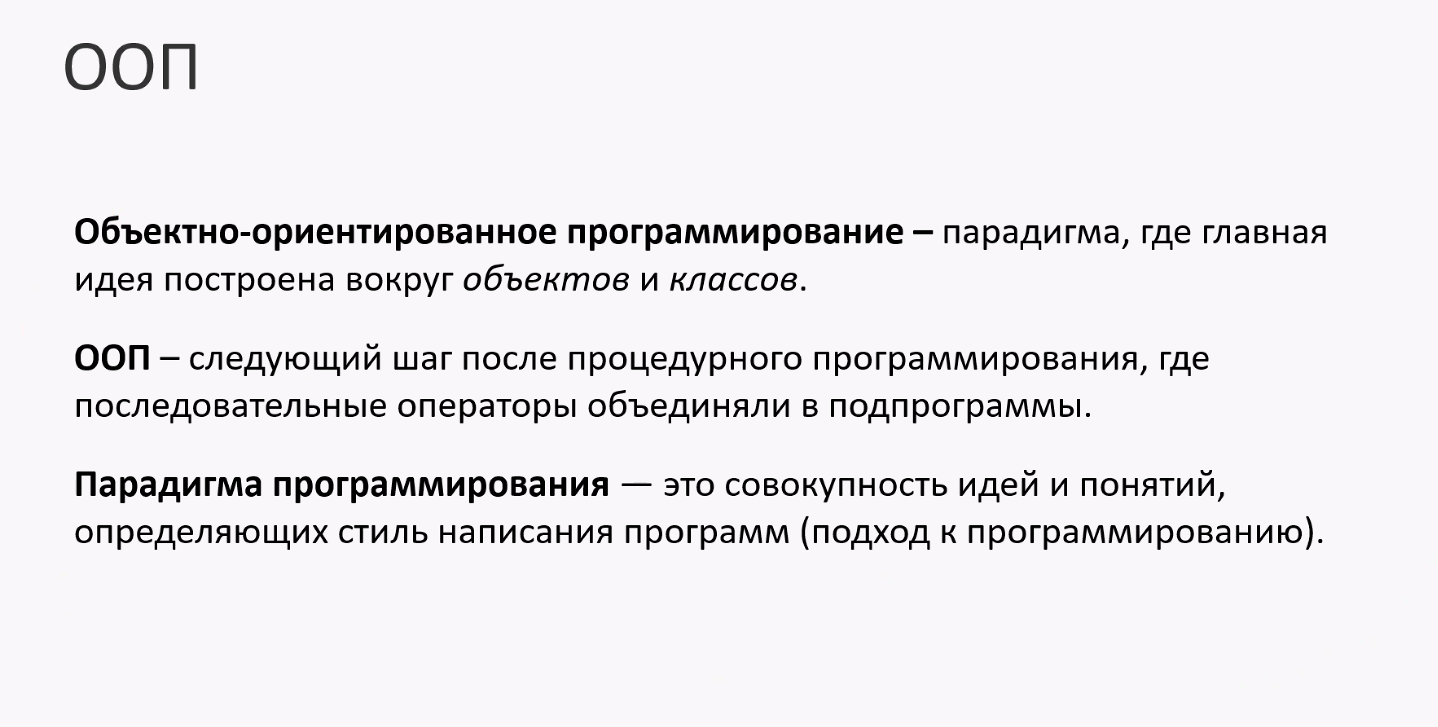 ООП
Объектно-ориентированное программирование – парадигма, где главная
идея построена вокруг объектов и классов.
ООП – следующий шаг после процедурного программирования, где
последовательные операторы объединяли в подпрограммы.
Парадигма программирования — это совокупность идей и понятий,
определяющих стиль написания программ (подход к программированию).